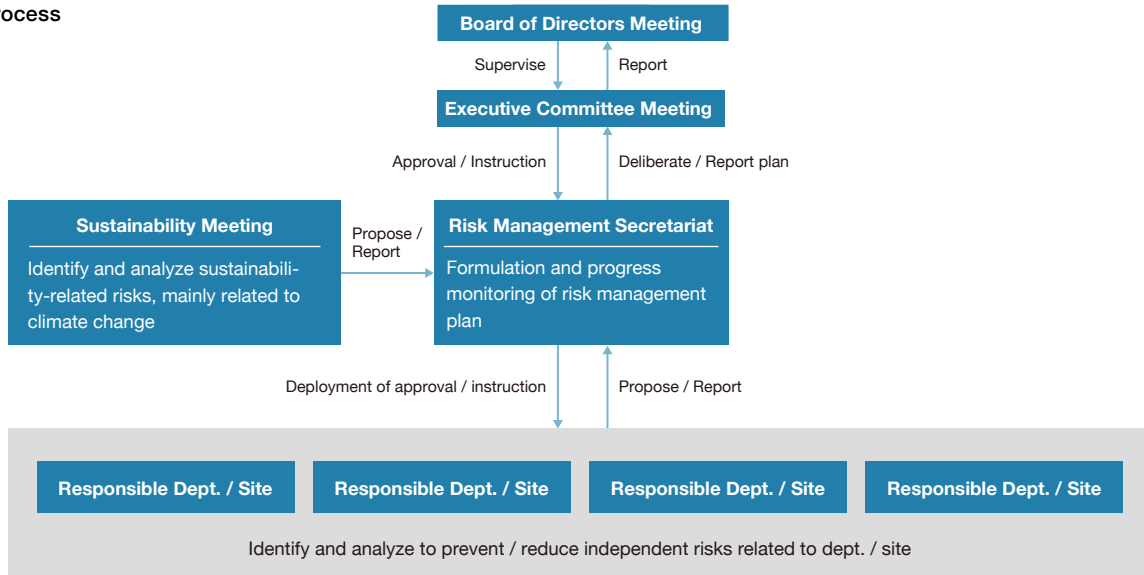 rocess
Board of Directors Meeting
Supervise
Report
Executive Committee Meeting
Approval / Instruction
Deliberate / Report plan
Sustainability Meeting
Identify and analyze sustainabili-
ty-related risks, mainly related to
climate change
Propose /
Report
Risk Management Secretariat
Formulation and progress
monitoring of risk management
plan
Deployment of approval / instruction
Propose / Report
Responsible Dept. / Site
Responsible Dept. / Site
Responsible Dept. / Site
Responsible Dept. / Site
Identify and analyze to prevent / reduce independent risks related to dept. / site